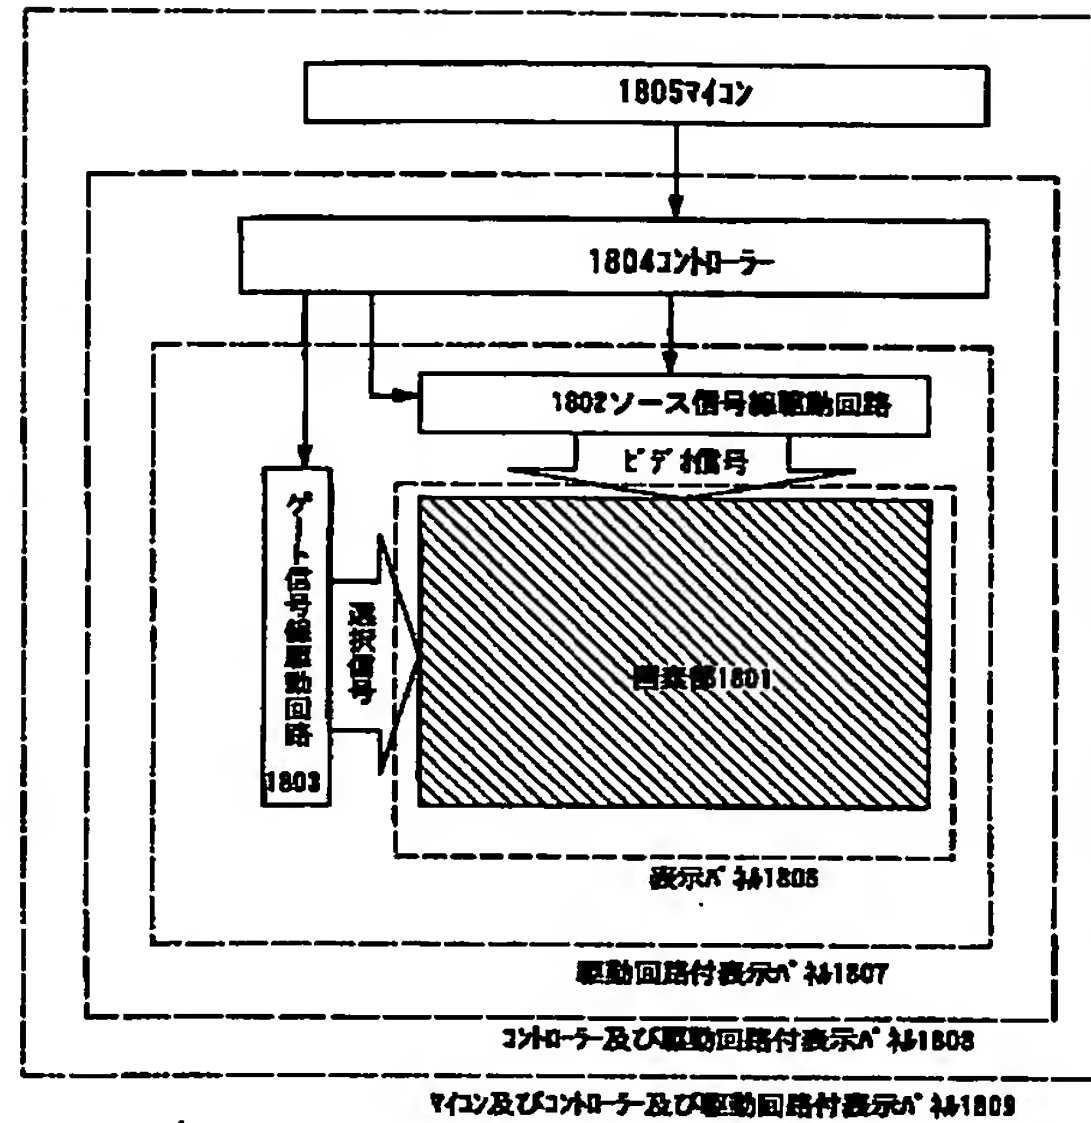 1805マイコン
1804コントローラー
1802ソース信号線駆動回路
ビデオ信号
ゲート信号線駆動回路
1803
選択信号
画素部1801
表示パネル1806
駆動回路付表示パネル1807
コントローラー及び駆動回路付表示パネル1808
マイコン及びコントローラー及び駆動回路付表示パネル1809